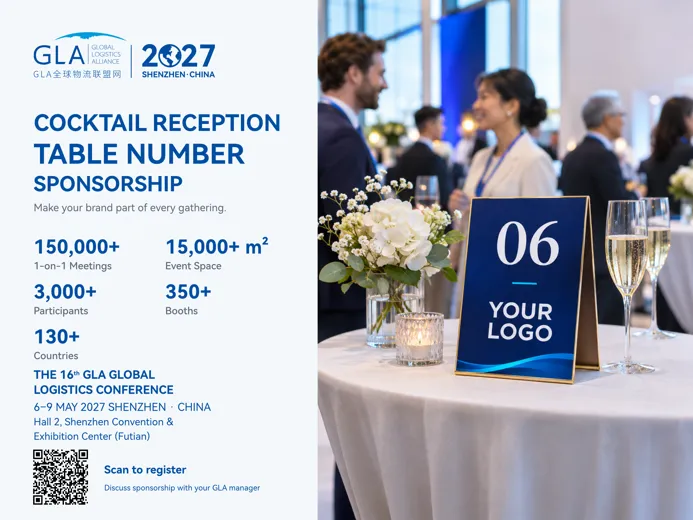 GLA GLOBAL LOGISTICS ALLIANCE
GLA全球物流联盟网
2027
SHENZHEN·CHINA
COCKTAIL RECEPTION
TABLE NUMBER
SPONSORSHIP
Make your brand part of every gathering.
150,000+
1-on-1 Meetings
15,000+ m²
Event Space
3,000+
Participants
350+
Booths
130+
Countries
THE 16th GLA GLOBAL
LOGISTICS CONFERENCE
6–9 MAY 2027 SHENZHEN · CHINA
Hall 2, Shenzhen Convention &
Exhibition Center (Futian)
Scan to register
Discuss sponsorship with your GLA manager
06
YOUR
LOGO